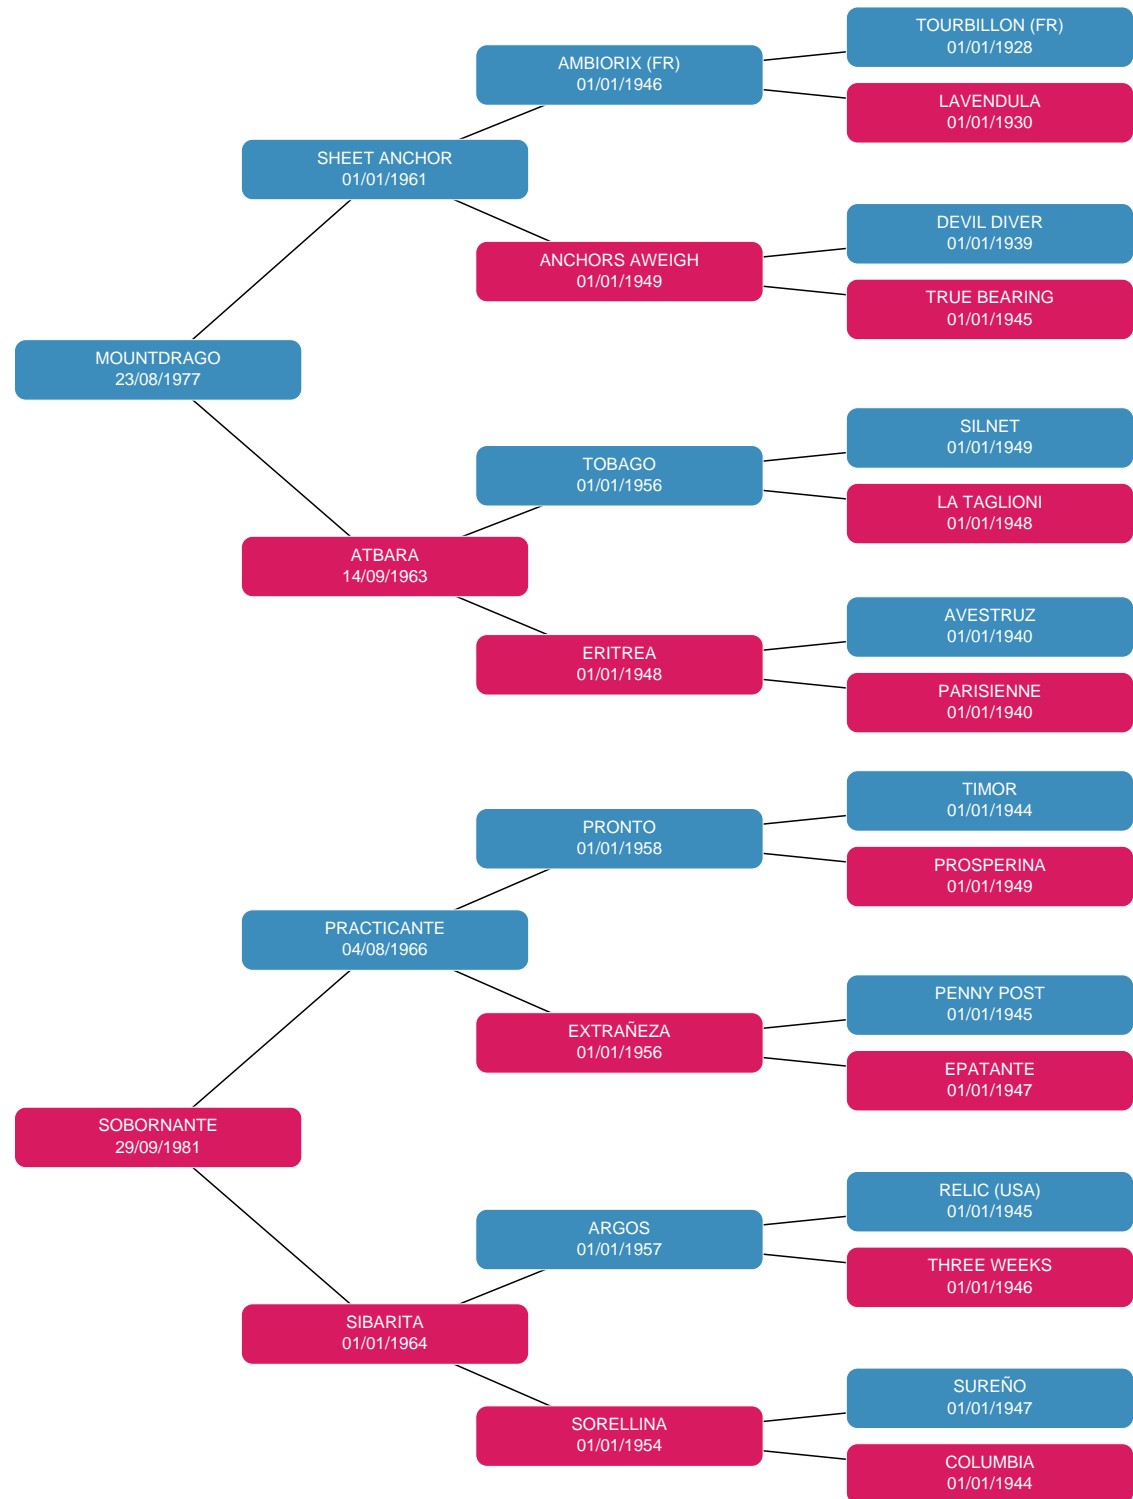 TOURBILLON (FR)
01/01/1928
AMBIORIX (FR)
01/01/1946
LAVENDULA
01/01/1930
SHEET ANCHOR
01/01/1961
DEVIL DIVER
01/01/1939
ANCHORS AWEIGH
01/01/1949
TRUE BEARING
01/01/1945
MOUNTDRAGO
23/08/1977
SILNET
01/01/1949
TOBAGO
01/01/1956
LA TAGLIONI
01/01/1948
ATBARA
14/09/1963
AVESTRUZ
01/01/1940
ERITREA
01/01/1948
PARISIENNE
01/01/1940
TIMOR
01/01/1944
PRONTO
01/01/1958
PROSPERINA
01/01/1949
PRACTICANTE
04/08/1966
PENNY POST
01/01/1945
EXTRAÑEZA
01/01/1956
EPATANTE
01/01/1947
SOBORNANTE
29/09/1981
RELIC (USA)
01/01/1945
ARGOS
01/01/1957
THREE WEEKS
01/01/1946
SIBARITA
01/01/1964
SUREÑO
01/01/1947
SORELLINA
01/01/1954
COLUMBIA
01/01/1944